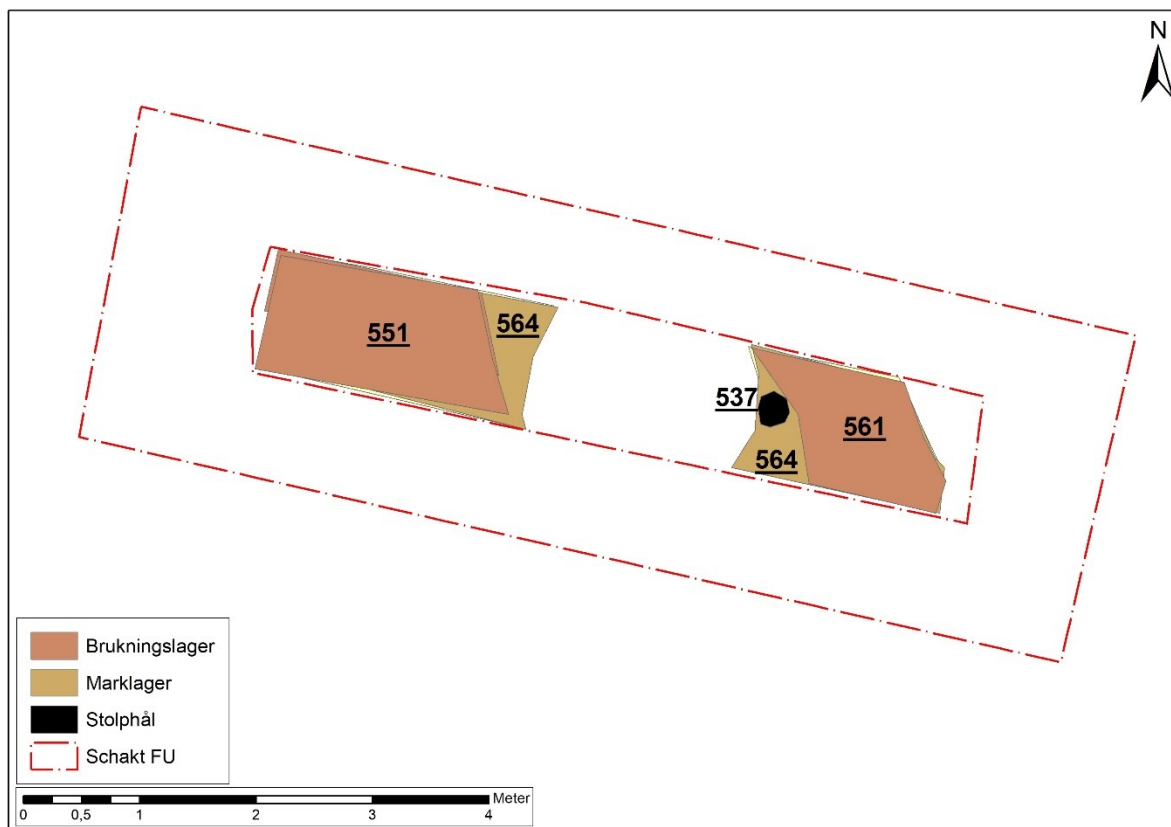 N
551
564
537
561
564
Brukningslager
Marklager
Stolphål
Schakt FU
Meter
0 0,5 1 2 3 4